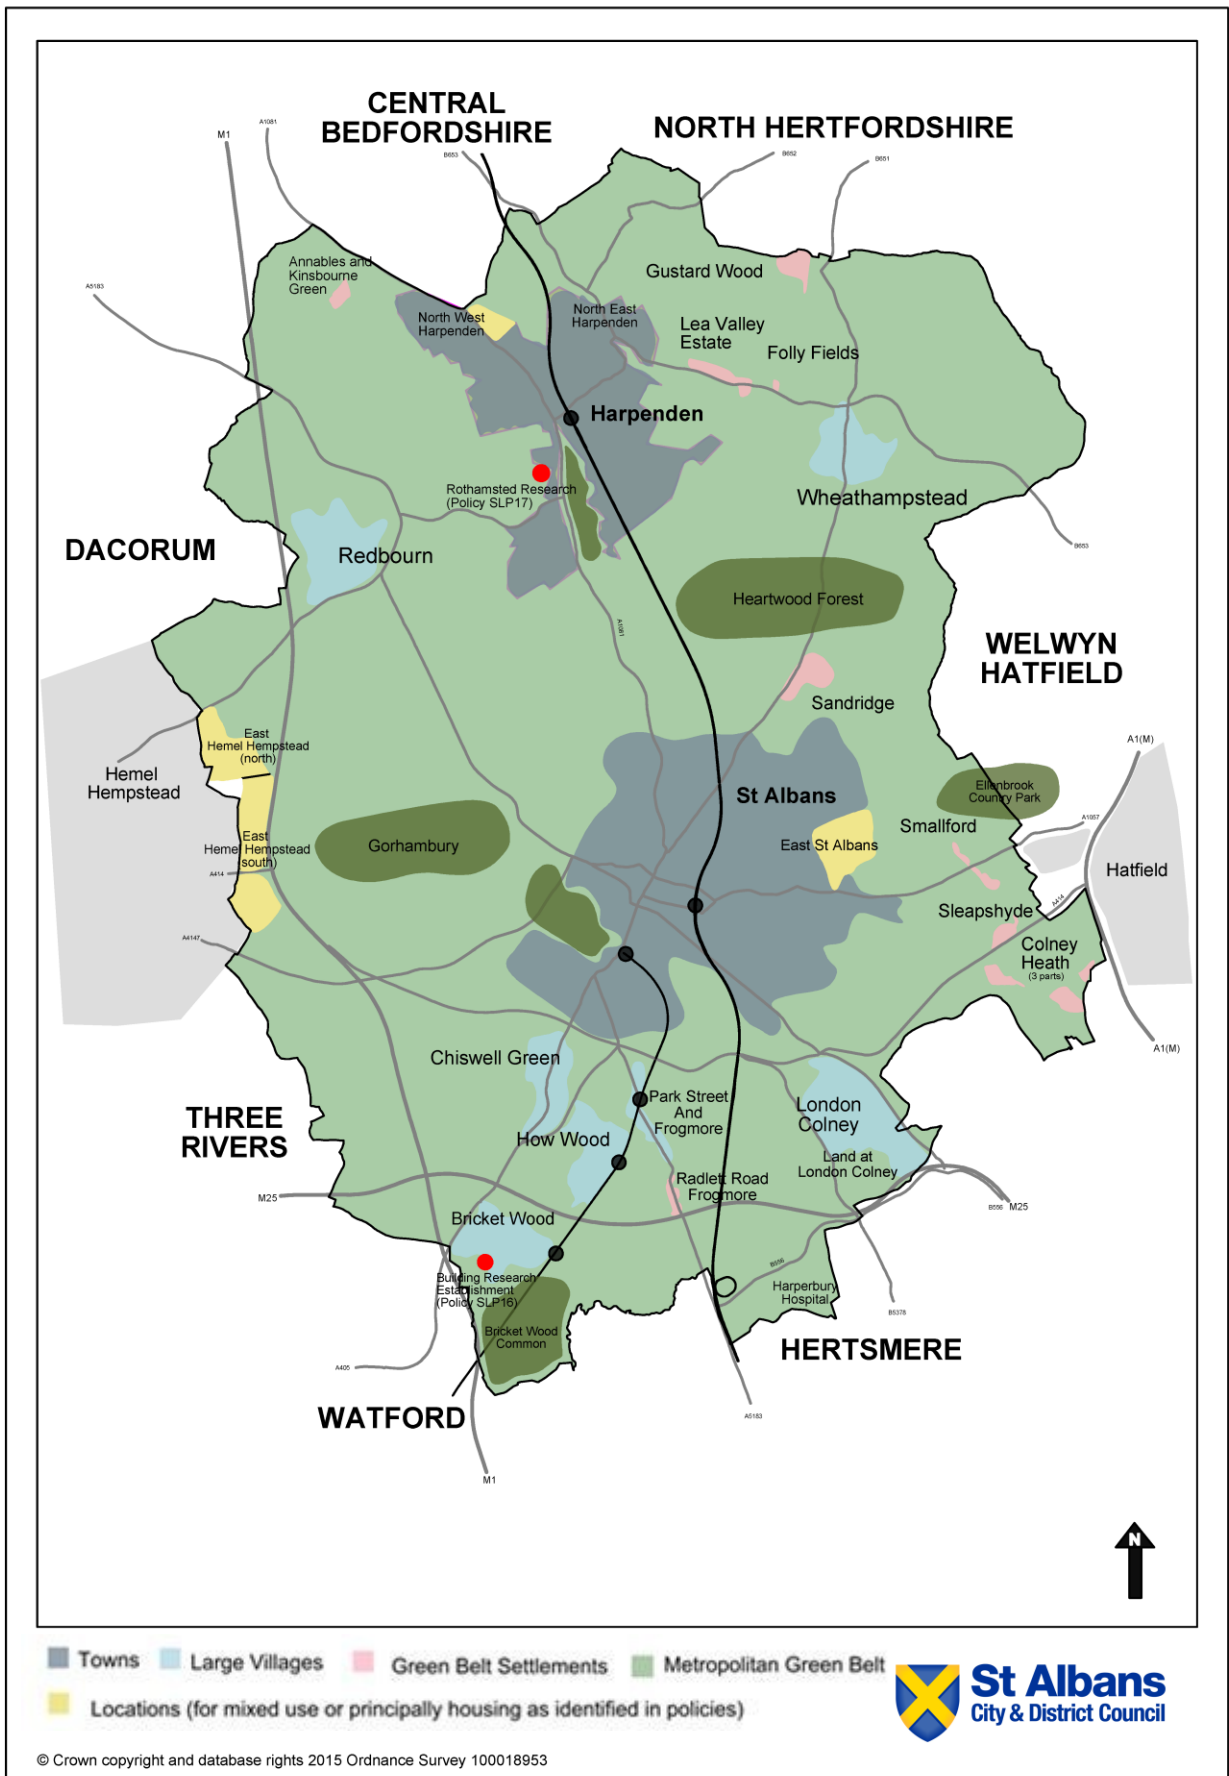 CENTRAL
BEDFORDSHIRE
NORTH HERTFORDSHIRE
A1081
M1
B653
B652
B651
Annables and
Kinsbourne
Green
Gustard Wood
A5183
North West
Harpenden
North East
Harpenden
Lea Valley
Estate
Folly Fields
Harpenden
Rothamsted Research
(Policy SLP17)
Wheathampstead
DACORUM
Redbourn
B653
Heartwood Forest
A1081
WELWYN
HATFIELD
Sandridge
East
Hemel Hempstead
(north)
A1(M)
Hemel
Hempstead
St Albans
Ellenbrook
Country Park
Smallford
A1057
East
Hemel Hempstead
south)
Gorhambury
East St Albans
A414
Hatfield
A414
Sleapshyde
A4147
Colney
Heath
(3 parts)
A1(M)
Chiswell Green
THREE
RIVERS
Park Street
And
Frogmore
London
Colney
How Wood
Land at
London Colney
M25
Radlett Road
Frogmore
B556
M25
Bricket Wood
B556
Building Research
Establishment
(Policy SLP16)
Harperbury
Hospital
B5378
Bricket Wood
Common
HERTSMERE
A405
WATFORD
A5183
M1
N
Towns
Large Villages
Green Belt Settlements
Metropolitan Green Belt
Locations (for mixed use or principally housing as identified in policies)
St Albans
City & District Council
© Crown copyright and database rights 2015 Ordnance Survey 100018953